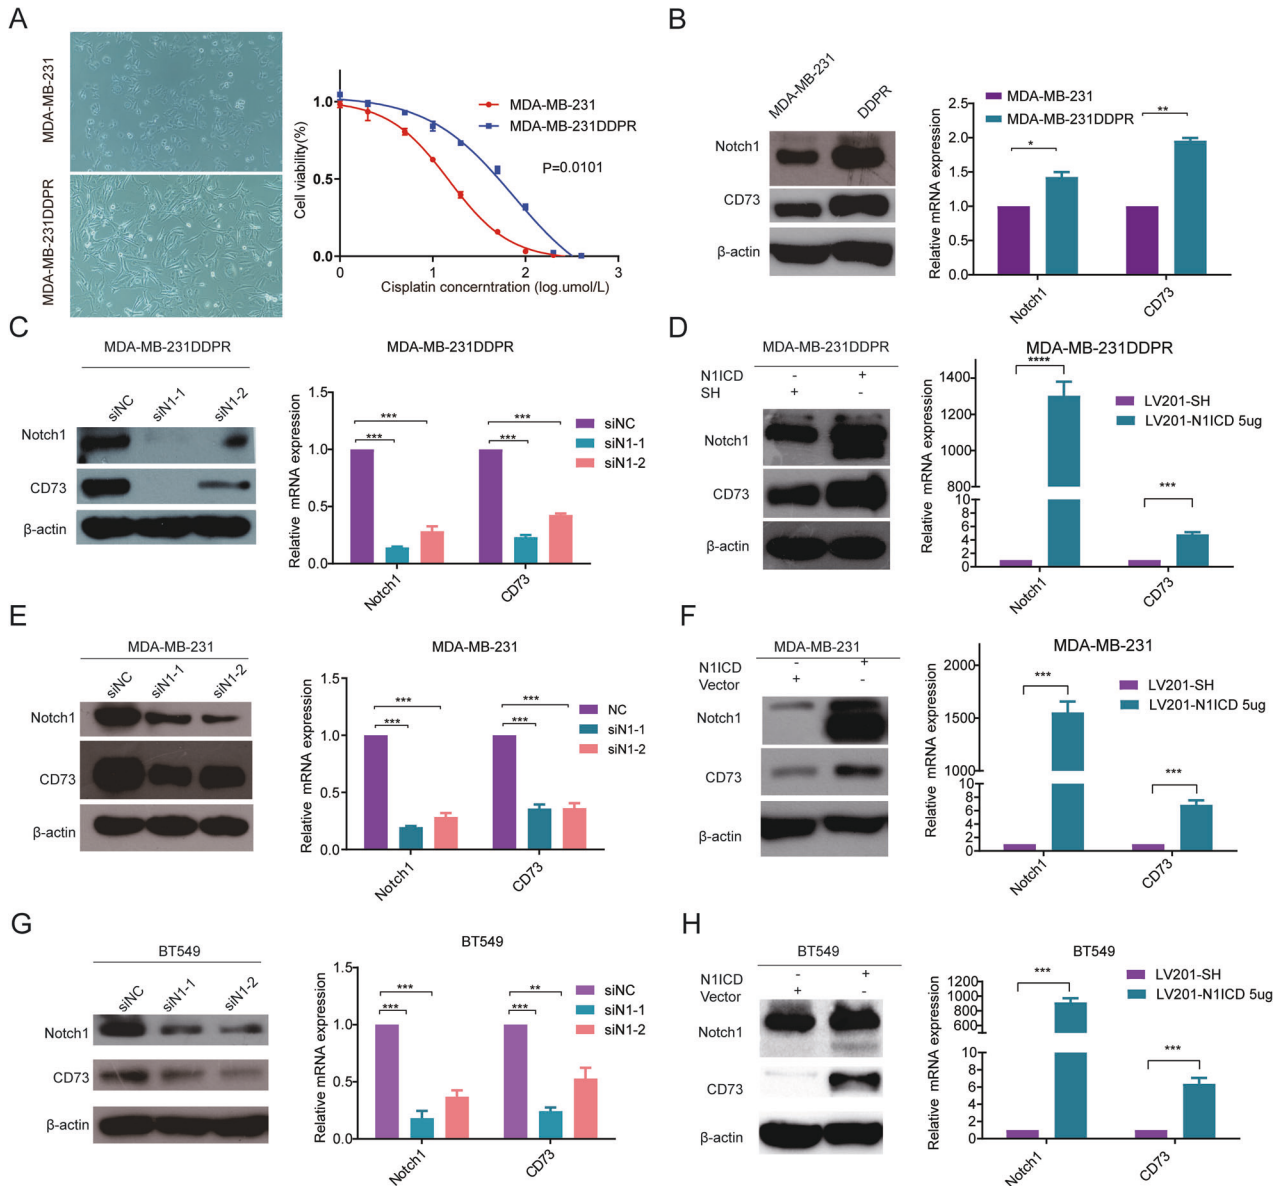 A
MDA-MB-231
MDA-MB-231DDPR
Cell viability(%)
1.0
0.5
0.0
0
1
2
3
Cisplatin concerntration (log.umol/L)
MDA-MB-231
MDA-MB-231DDPR
P=0.0101
B
MDA-MB-231
DDPR
Notch1
CD73
β-actin
Relative mRNA expression
2.5
2.0
1.5
1.0
0.5
0.0
MDA-MB-231
MDA-MB-231DDPR
*
**
Notch1
CD73
C
MDA-MB-231DDPR
siNC
siN1-1
siN1-2
Notch1
CD73
β-actin
MDA-MB-231DDPR
Relative mRNA expression
1.5
1.0
0.5
0.0
***
***
***
***
siNC
siN1-1
siN1-2
Notch1
CD73
D
MDA-MB-231DDPR
N1ICD - +
SH + -
Notch1
CD73
β-actin
MDA-MB-231DDPR
Relative mRNA expression
1400
1200
1000
800
10
8
6
4
2
0
****
***
LV201-SH
LV201-N1ICD 5ug
Notch1
CD73
E
MDA-MB-231
siNC
siN1-1
siN1-2
Notch1
CD73
β-actin
MDA-MB-231
Relative mRNA expression
1.5
1.0
0.5
0.0
***
***
***
***
NC
siN1-1
siN1-2
Notch1
CD73
F
MDA-MB-231
N1ICD - +
Vector + -
Notch1
CD73
β-actin
MDA-MB-231
Relative mRNA expression
2000
1500
1000
10
8
6
4
2
0
***
***
LV201-SH
LV201-N1ICD 5ug
Notch1
CD73
G
BT549
siNC
siN1-1
siN1-2
Notch1
CD73
β-actin
BT549
Relative mRNA expression
1.5
1.0
0.5
0.0
***
***
**
***
siNC
siN1-1
siN1-2
Notch1
CD73
H
BT549
N1ICD - +
Vector + -
Notch1
CD73
β-actin
BT549
Relative mRNA expression
1200
1000
800
600
10
8
6
4
2
0
***
***
LV201-SH
LV201-N1ICD 5ug
Notch1
CD73